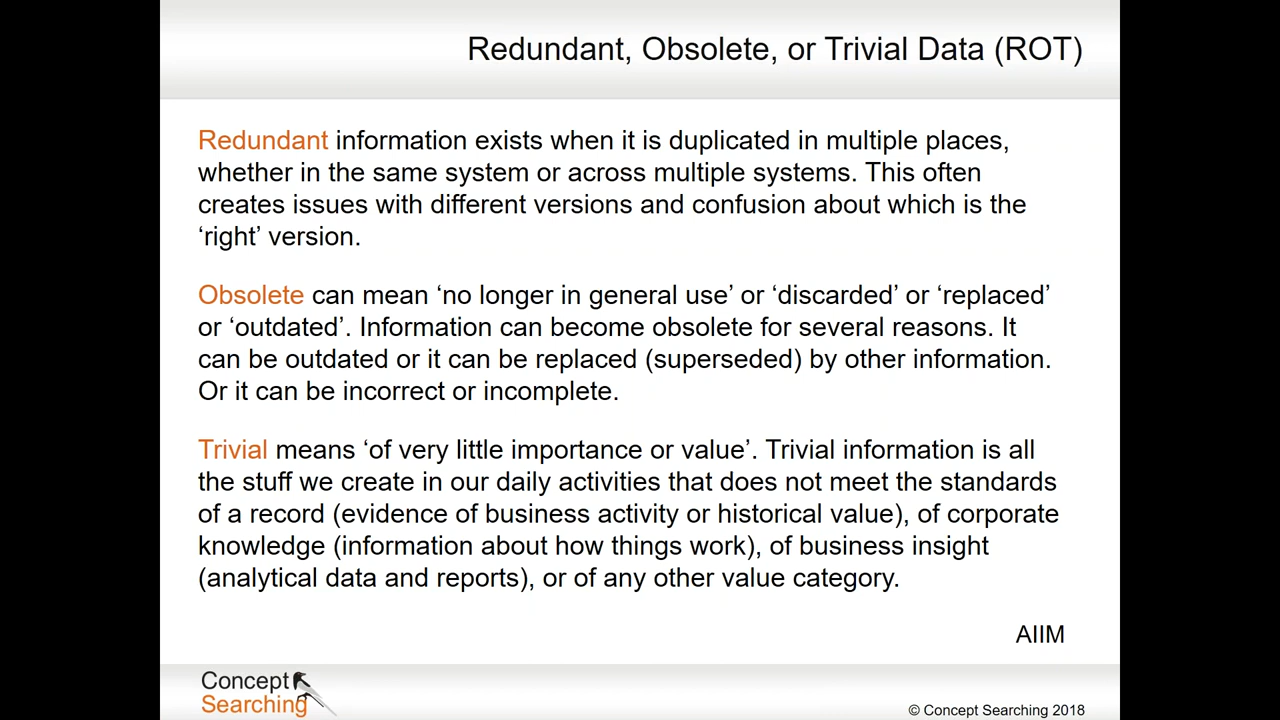 Redundant, Obsolete, or Trivial Data (ROT)
Redundant information exists when it is duplicated in multiple places,
whether in the same system or across multiple systems. This often
creates issues with different versions and confusion about which is the
‘right’ version.
Obsolete can mean ‘no longer in general use’ or ‘discarded’ or ‘replaced’
or ‘outdated’. Information can become obsolete for several reasons. It
can be outdated or it can be replaced (superseded) by other information.
Or it can be incorrect or incomplete.
Trivial means ‘of very little importance or value’. Trivial information is all
the stuff we create in our daily activities that does not meet the standards
of a record (evidence of business activity or historical value), of corporate
knowledge (information about how things work), of business insight
(analytical data and reports), or of any other value category.
AIIM
Concept
Searching
© Concept Searching 2018